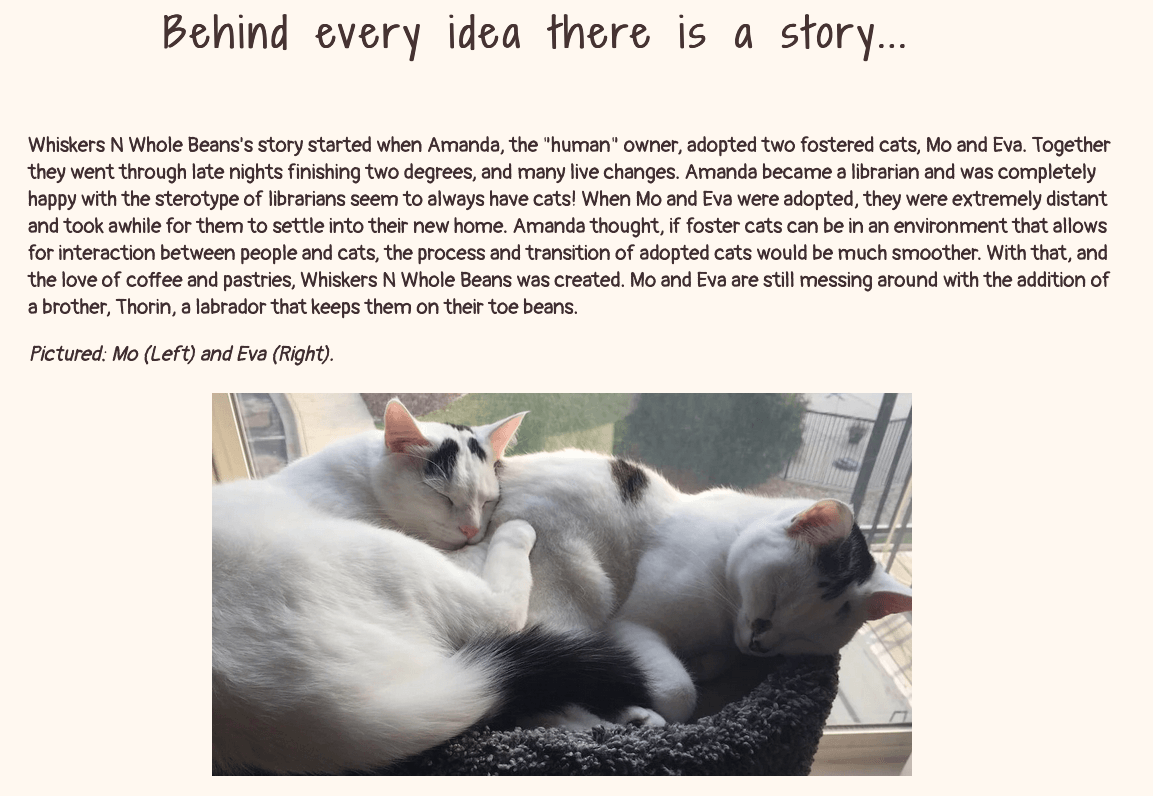 Behind every idea there is a story...
Whiskers N Whole Beans's story started when Amanda, the "human" owner, adopted two fostered cats, Mo and Eva. Together
they went through late nights finishing two degrees, and many live changes. Amanda became a librarian and was completely
happy with the sterotype of librarians seem to always have cats! When Mo and Eva were adopted, they were extremely distant
and took awhile for them to settle into their new home. Amanda thought, if foster cats can be in an environment that allows
for interaction between people and cats, the process and transition of adopted cats would be much smoother. With that, and
the love of coffee and pastries, Whiskers N Whole Beans was created. Mo and Eva are still messing around with the addition of
a brother, Thorin, a labrador that keeps them on their toe beans.
Pictured: Mo (Left) and Eva (Right).